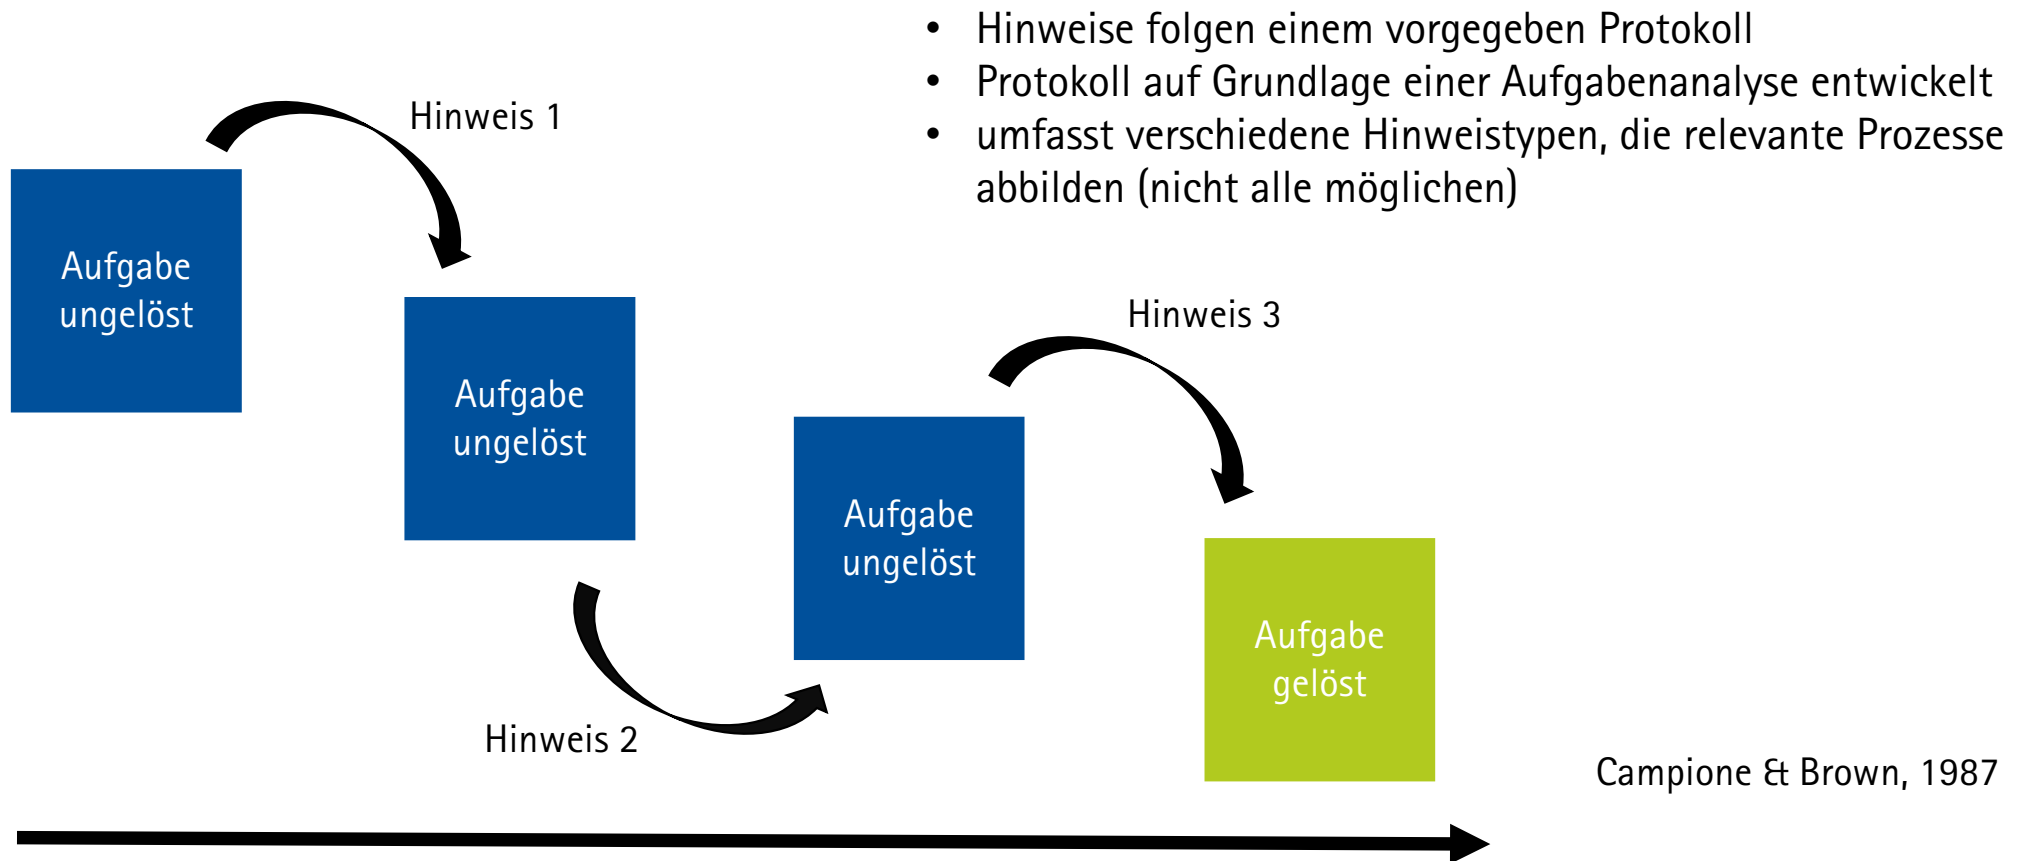 • Hinweise folgen einem vorgegeben Protokoll
• Protokoll auf Grundlage einer Aufgabenanalyse entwickelt
• umfasst verschiedene Hinweistypen, die relevante Prozesse
abbilden (nicht alle möglichen)
Hinweis 1
Aufgabe
ungelöst
Aufgabe
ungelöst
Hinweis 2
Hinweis 3
Aufgabe
ungelöst
Aufgabe
gelöst
Campione & Brown, 1987